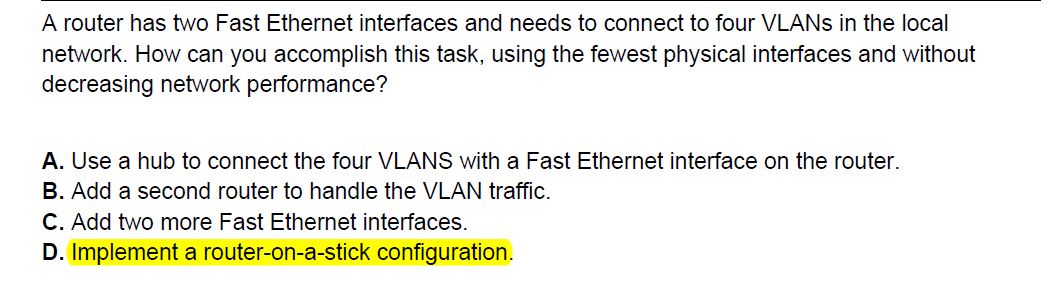 A router has two Fast Ethernet interfaces and needs to connect to four VLANs in the local
network. How can you accomplish this task, using the fewest physical interfaces and without
decreasing network performance?
A. Use a hub to connect the four VLANS with a Fast Ethernet interface on the router.
B. Add a second router to handle the VLAN traffic.
C. Add two more Fast Ethernet interfaces.
D. Implement a router-on-a-stick configuration.